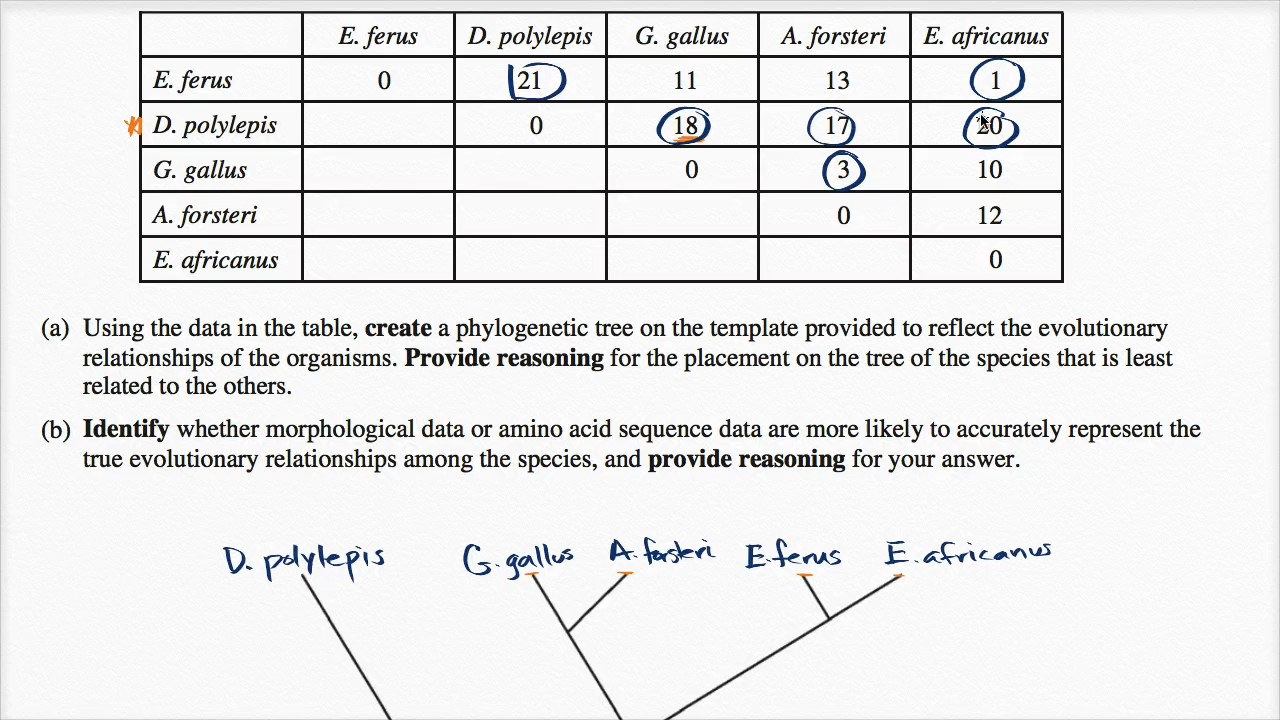 E. ferus D. polylepis G. gallus A. forsteri E. africanus
E. ferus 0 21 11 13 1
D. polylepis 0 18 17 20
G. gallus 0 3 10
A. forsteri 0 12
E. africanus 0
(a) Using the data in the table, create a phylogenetic tree on the template provided to reflect the evolutionary
relationships of the organisms. Provide reasoning for the placement on the tree of the species that is least
related to the others.
(b) Identify whether morphological data or amino acid sequence data are more likely to accurately represent the
true evolutionary relationships among the species, and provide reasoning for your answer.
D. polylepis G. gallus A. forsteri E. ferus E. africanus